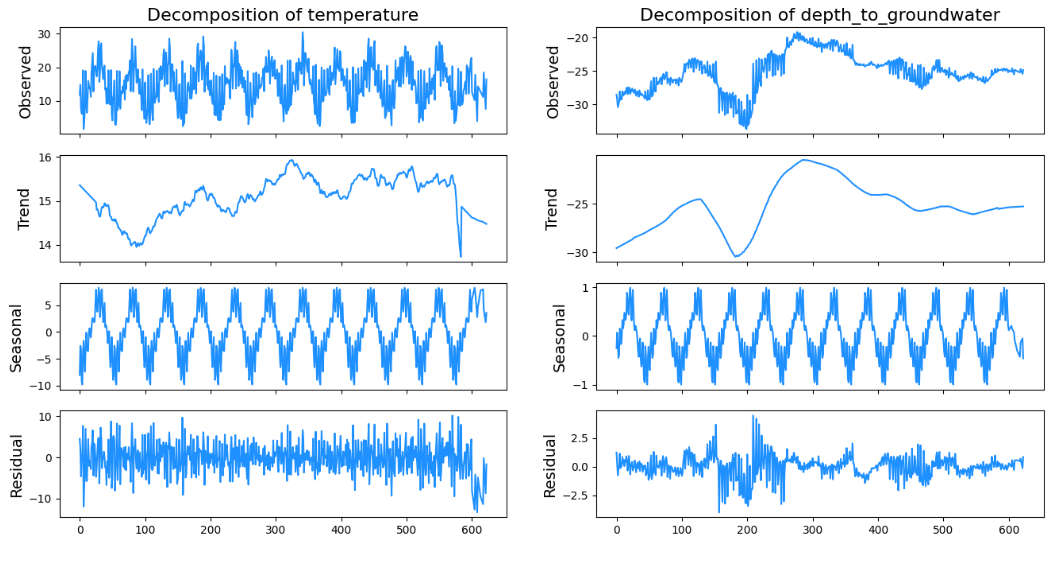 Decomposition of temperature
Observed
30
20
10
Trend
16
15
14
Seasonal
5
0
−5
−10
Residual
10
0
−10
0 100 200 300 400 500 600
Decomposition of depth_to_groundwater
Observed
−20
−25
−30
Trend
−25
−30
Seasonal
1
0
−1
Residual
2.5
0.0
−2.5
0 100 200 300 400 500 600